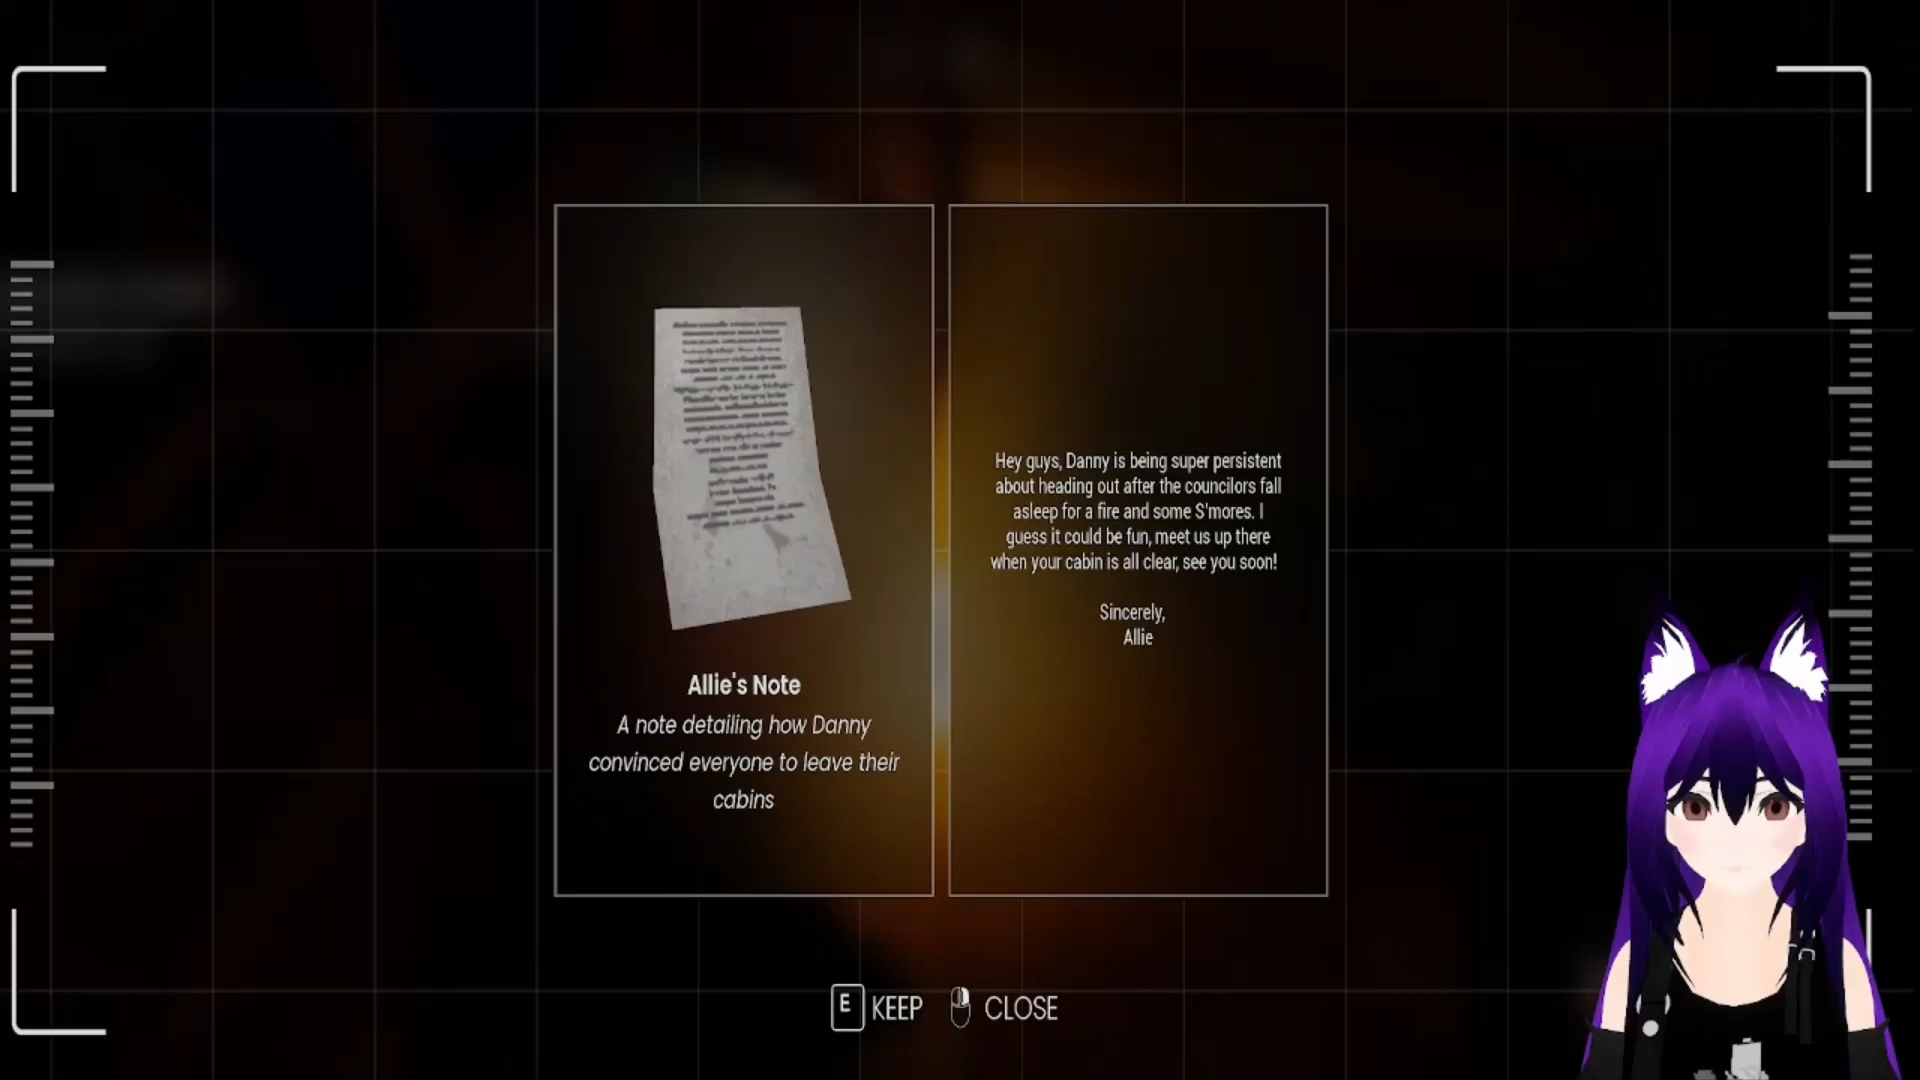 Allie's Note
A note detailing how Danny
convinced everyone to leave their
cabins
Hey guys, Danny is being super persistent
about heading out after the councilors fall
asleep for a fire and some S'mores. I
guess it could be fun, meet us up there
when your cabin is all clear, see you soon!
Sincerely,
Allie
E KEEP CLOSE